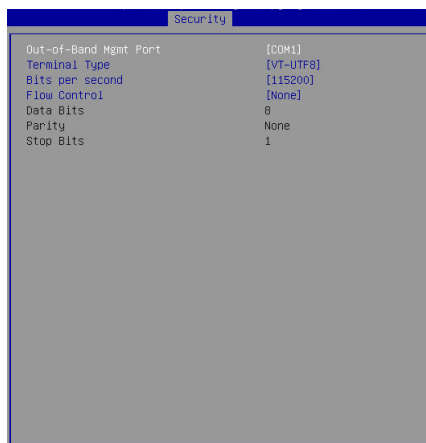 Security
Out-of-Band Mgmt Port [COM1]
Terminal Type [VT-UTF8]
Bits per second [115200]
Flow Control [None]
Data Bits 8
Parity None
Stop Bits 1